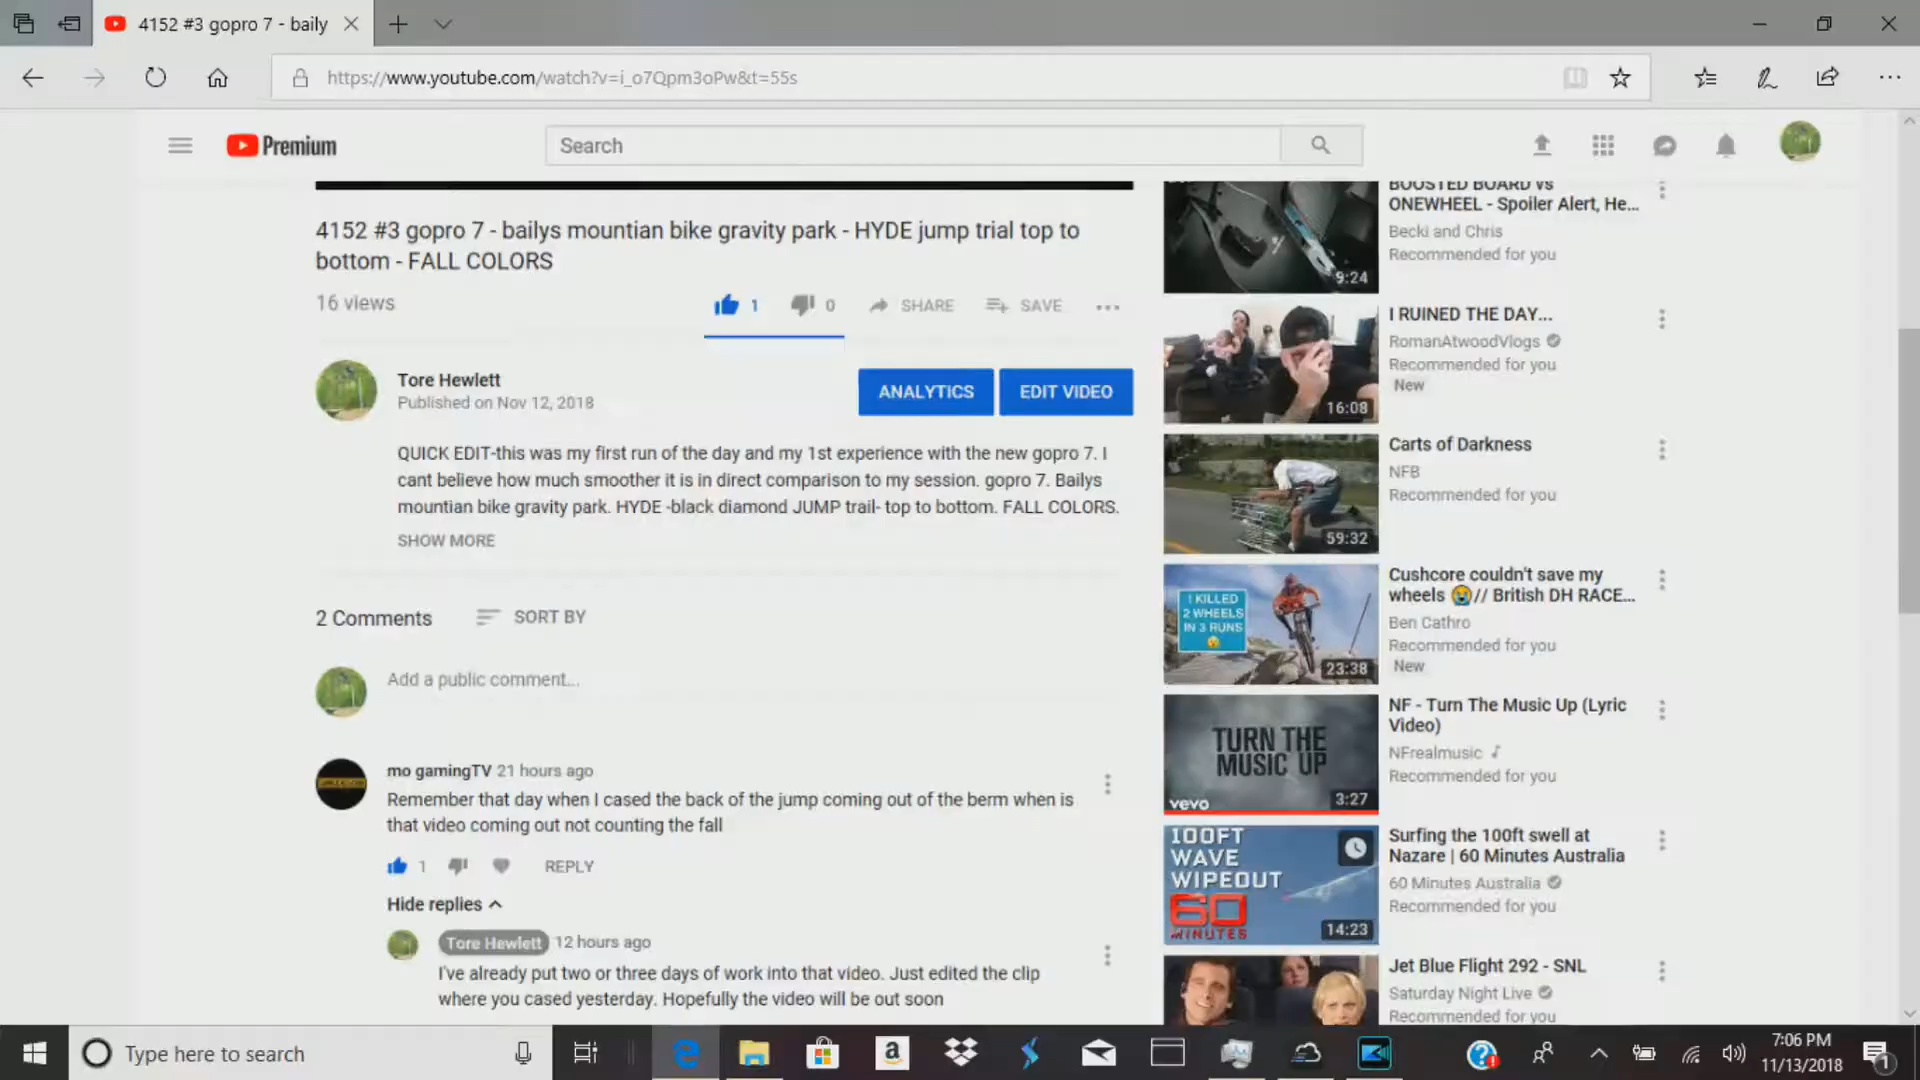 4152 #3 gopro 7 - baily
https://www.youtube.com/watch?v=i_o7Qpm3oPw&t=55s
Premium
Search
4152 #3 gopro 7 - bailys mountian bike gravity park - HYDE jump trial top to
bottom - FALL COLORS
16 views
1
0
SHARE
SAVE
Tore Hewlett
Published on Nov 12, 2018
ANALYTICS
EDIT VIDEO
QUICK EDIT-this was my first run of the day and my 1st experience with the new gopro 7. I
cant believe how much smoother it is in direct comparison to my session. gopro 7. Bailys
mountian bike gravity park. HYDE -black diamond JUMP trail- top to bottom. FALL COLORS.
SHOW MORE
2 Comments
SORT BY
Add a public comment...
mo gamingTV 21 hours ago
Remember that day when I cased the back of the jump coming out of the berm when is
that video coming out not counting the fall
1
REPLY
Hide replies
Tore Hewlett 12 hours ago
I've already put two or three days of work into that video. Just edited the clip
where you cased yesterday. Hopefully the video will be out soon
9:24
BOOSTED BOARD vs
ONEWHEEL - Spoiler Alert, He...
Becki and Chris
Recommended for you
16:08
I RUINED THE DAY...
RomanAtwoodVlogs
Recommended for you
New
59:32
Carts of Darkness
NFB
Recommended for you
I KILLED
2 WHEELS
IN 3 RUNS
23:38
Cushcore couldn't save my
wheels 😭// British DH RACE...
Ben Cathro
Recommended for you
New
TURN THE
MUSIC UP
vevo
3:27
NF - Turn The Music Up (Lyric
Video)
NFrealmusic
Recommended for you
100FT
WAVE
WIPEOUT
60
MINUTES
14:23
Surfing the 100ft swell at
Nazare | 60 Minutes Australia
60 Minutes Australia
Recommended for you
Jet Blue Flight 292 - SNL
Saturday Night Live
Recommended for you
Type here to search
7:06 PM
11/13/2018
1